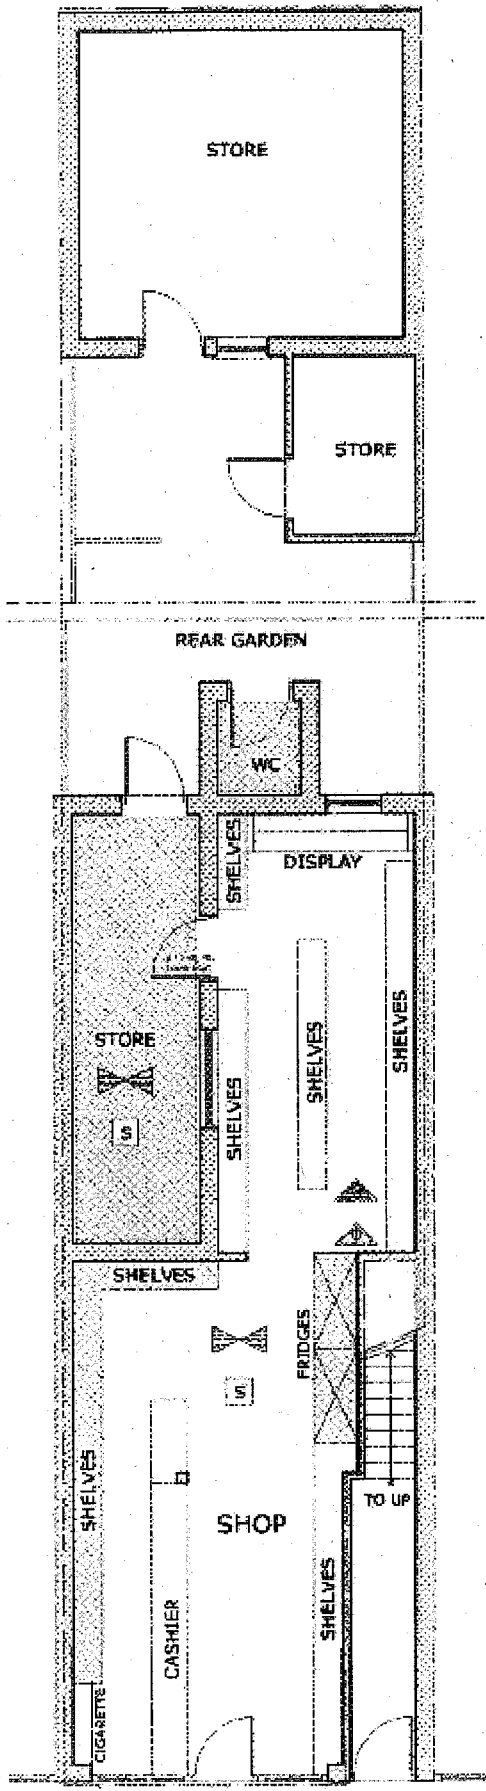 STORE
STORE
REAR GARDEN
WC
SHELVES
DISPLAY
STORE
S
SHELVES
SHELVES
SHELVES
SHELVES
FRIDGES
S
SHELVES
TO UP
SHOP
SHELVES
CASHIER
CIGARETTE